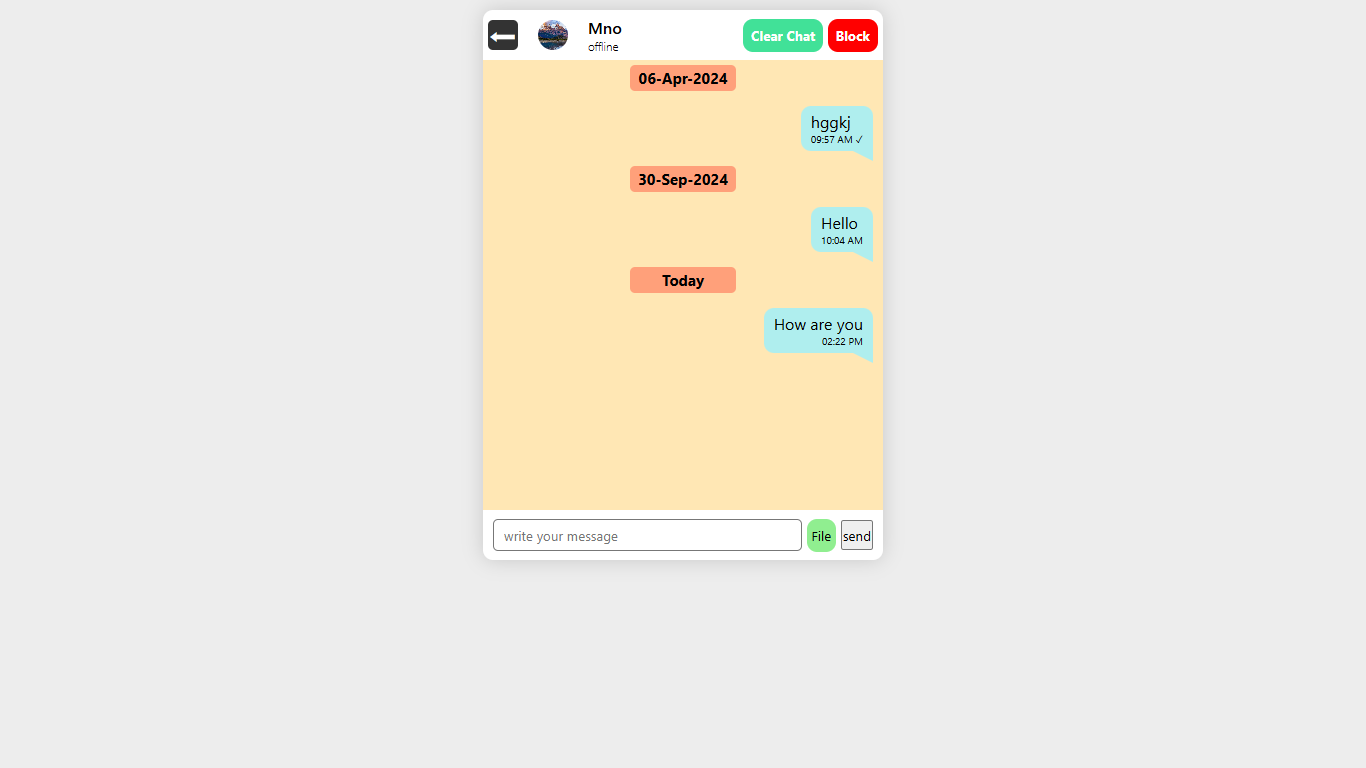 Mno
offline
Clear Chat
Block
06-Apr-2024
hggkj
09:57 AM ✓
30-Sep-2024
Hello
10:04 AM
Today
How are you
02:22 PM
write your message
File
send